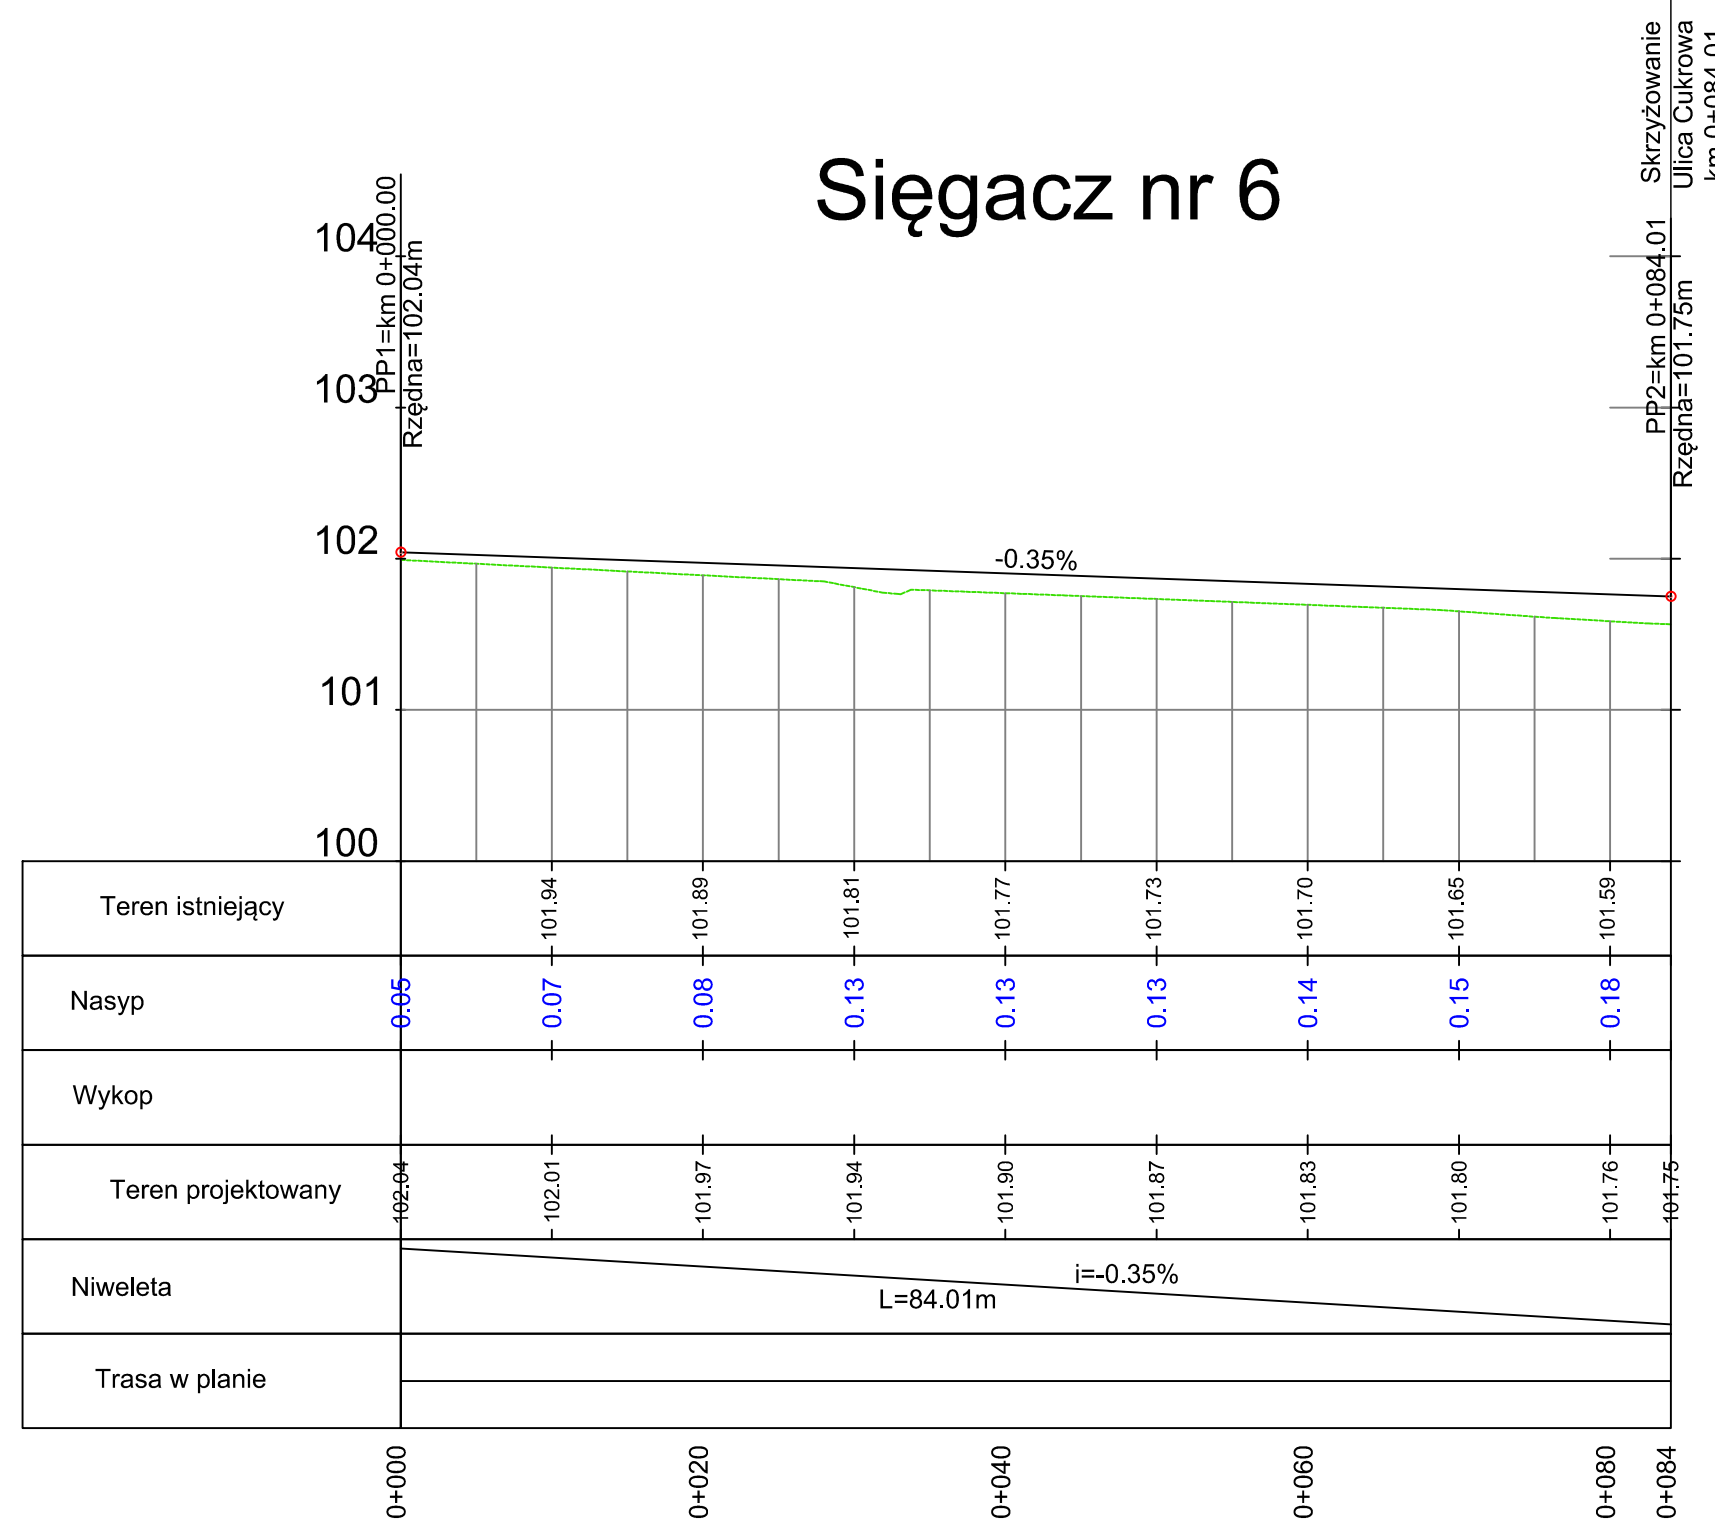 Skrzyżowanie
Ulica Cukrowa
km 0+084.01
Sięgacz nr 6
PP1=km 0+000.00
Rzędna=102.04m
PP2=km 0+084.01
Rzędna=101.75m
104
103
102
101
100
-0.35%
Teren istniejący
101.94 101.89 101.81 101.77 101.73 101.70 101.65 101.59
Nasyp
0.05 0.07 0.08 0.13 0.13 0.13 0.14 0.15 0.18
Wykop
Teren projektowany
102.04 102.01 101.97 101.94 101.90 101.87 101.83 101.80 101.76 101.75
Niweleta
i=-0.35%
L=84.01m
Trasa w planie
0+000 0+020 0+040 0+060 0+080 0+084